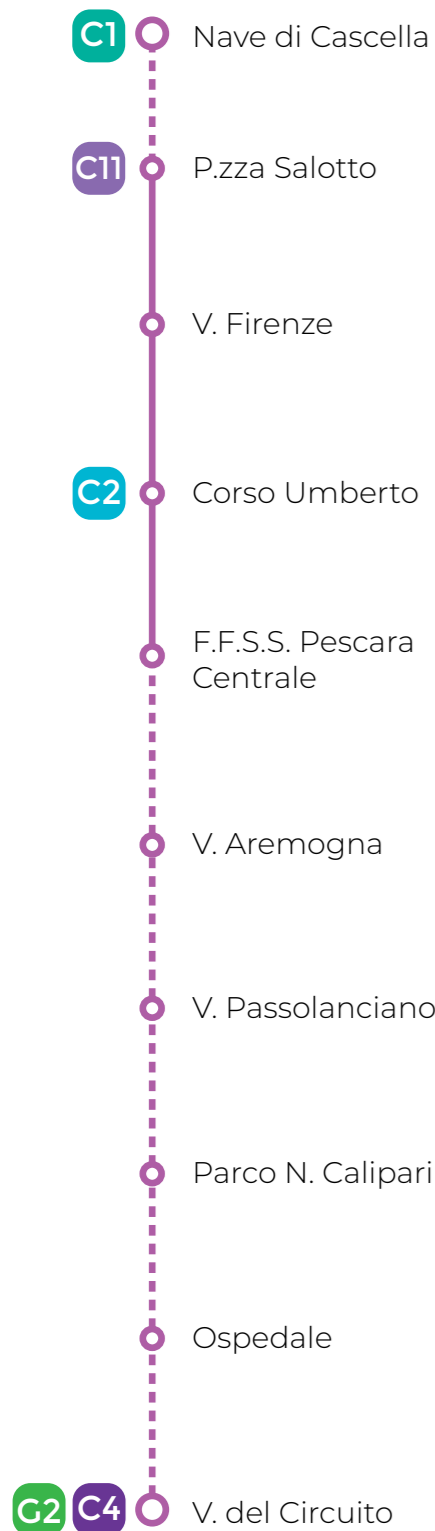 C1 Nave di Cascella
C11 P.zza Salotto
V. Firenze
C2 Corso Umberto
F.F.S.S. Pescara
Centrale
V. Aremogna
V. Passolanciano
Parco N. Calipari
Ospedale
G2 C4 V. del Circuito